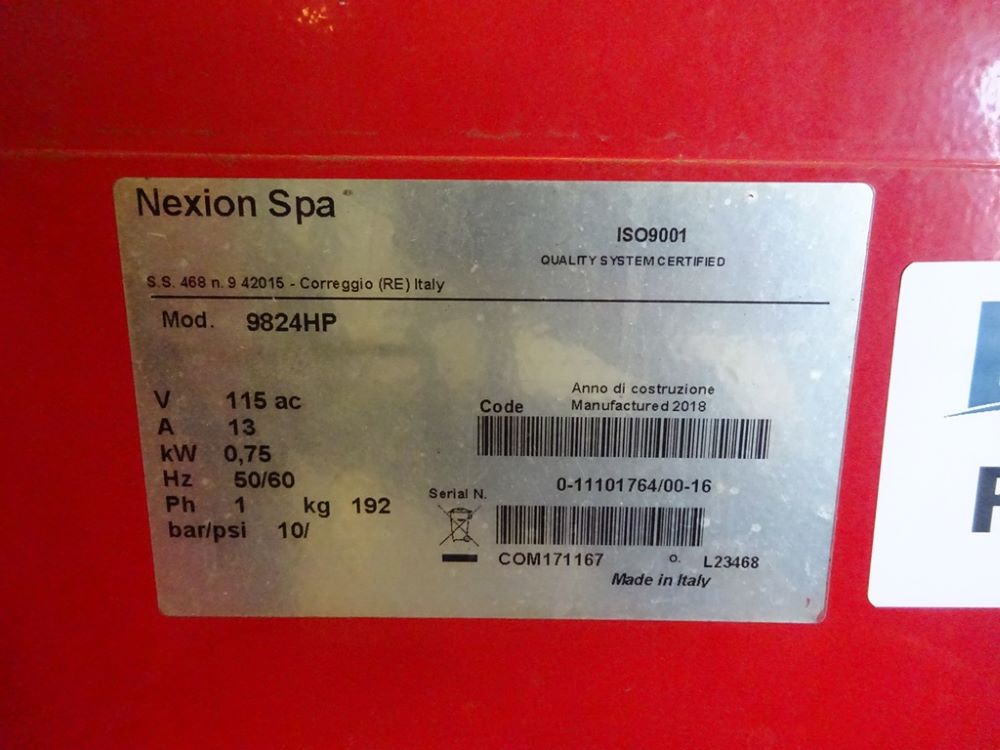 Nexion Spa
ISO9001
QUALITY SYSTEM CERTIFIED
S.S. 468 n. 9 42015 - Correggio (RE) Italy
Mod. 9824HP
V 115 ac
A 13
kW 0,75
Hz 50/60
Ph 1 kg 192
bar/psi 10/
Anno di costruzione
Code Manufactured 2018
0-11101764/00-16
Serial N.
COM171167 o. L23468
Made in Italy